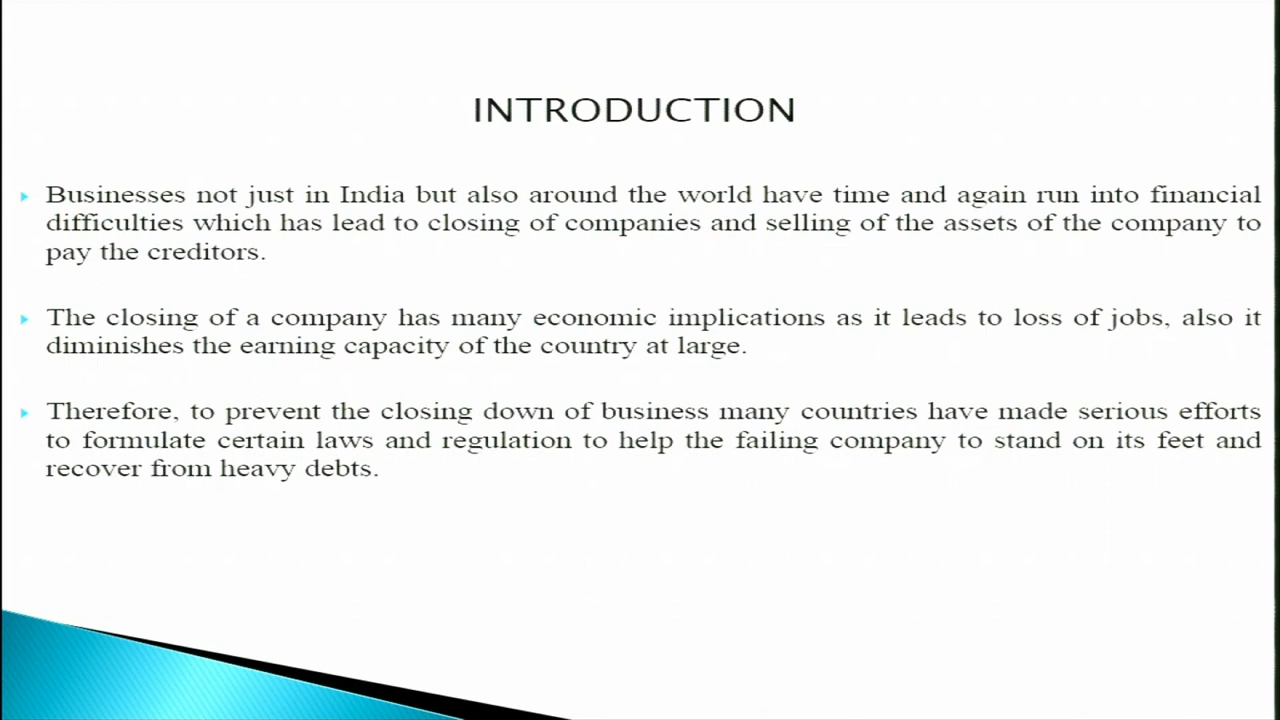 INTRODUCTION
Businesses not just in India but also around the world have time and again run into financial
difficulties which has lead to closing of companies and selling of the assets of the company to
pay the creditors.
The closing of a company has many economic implications as it leads to loss of jobs, also it
diminishes the earning capacity of the country at large.
Therefore, to prevent the closing down of business many countries have made serious efforts
to formulate certain laws and regulation to help the failing company to stand on its feet and
recover from heavy debts.